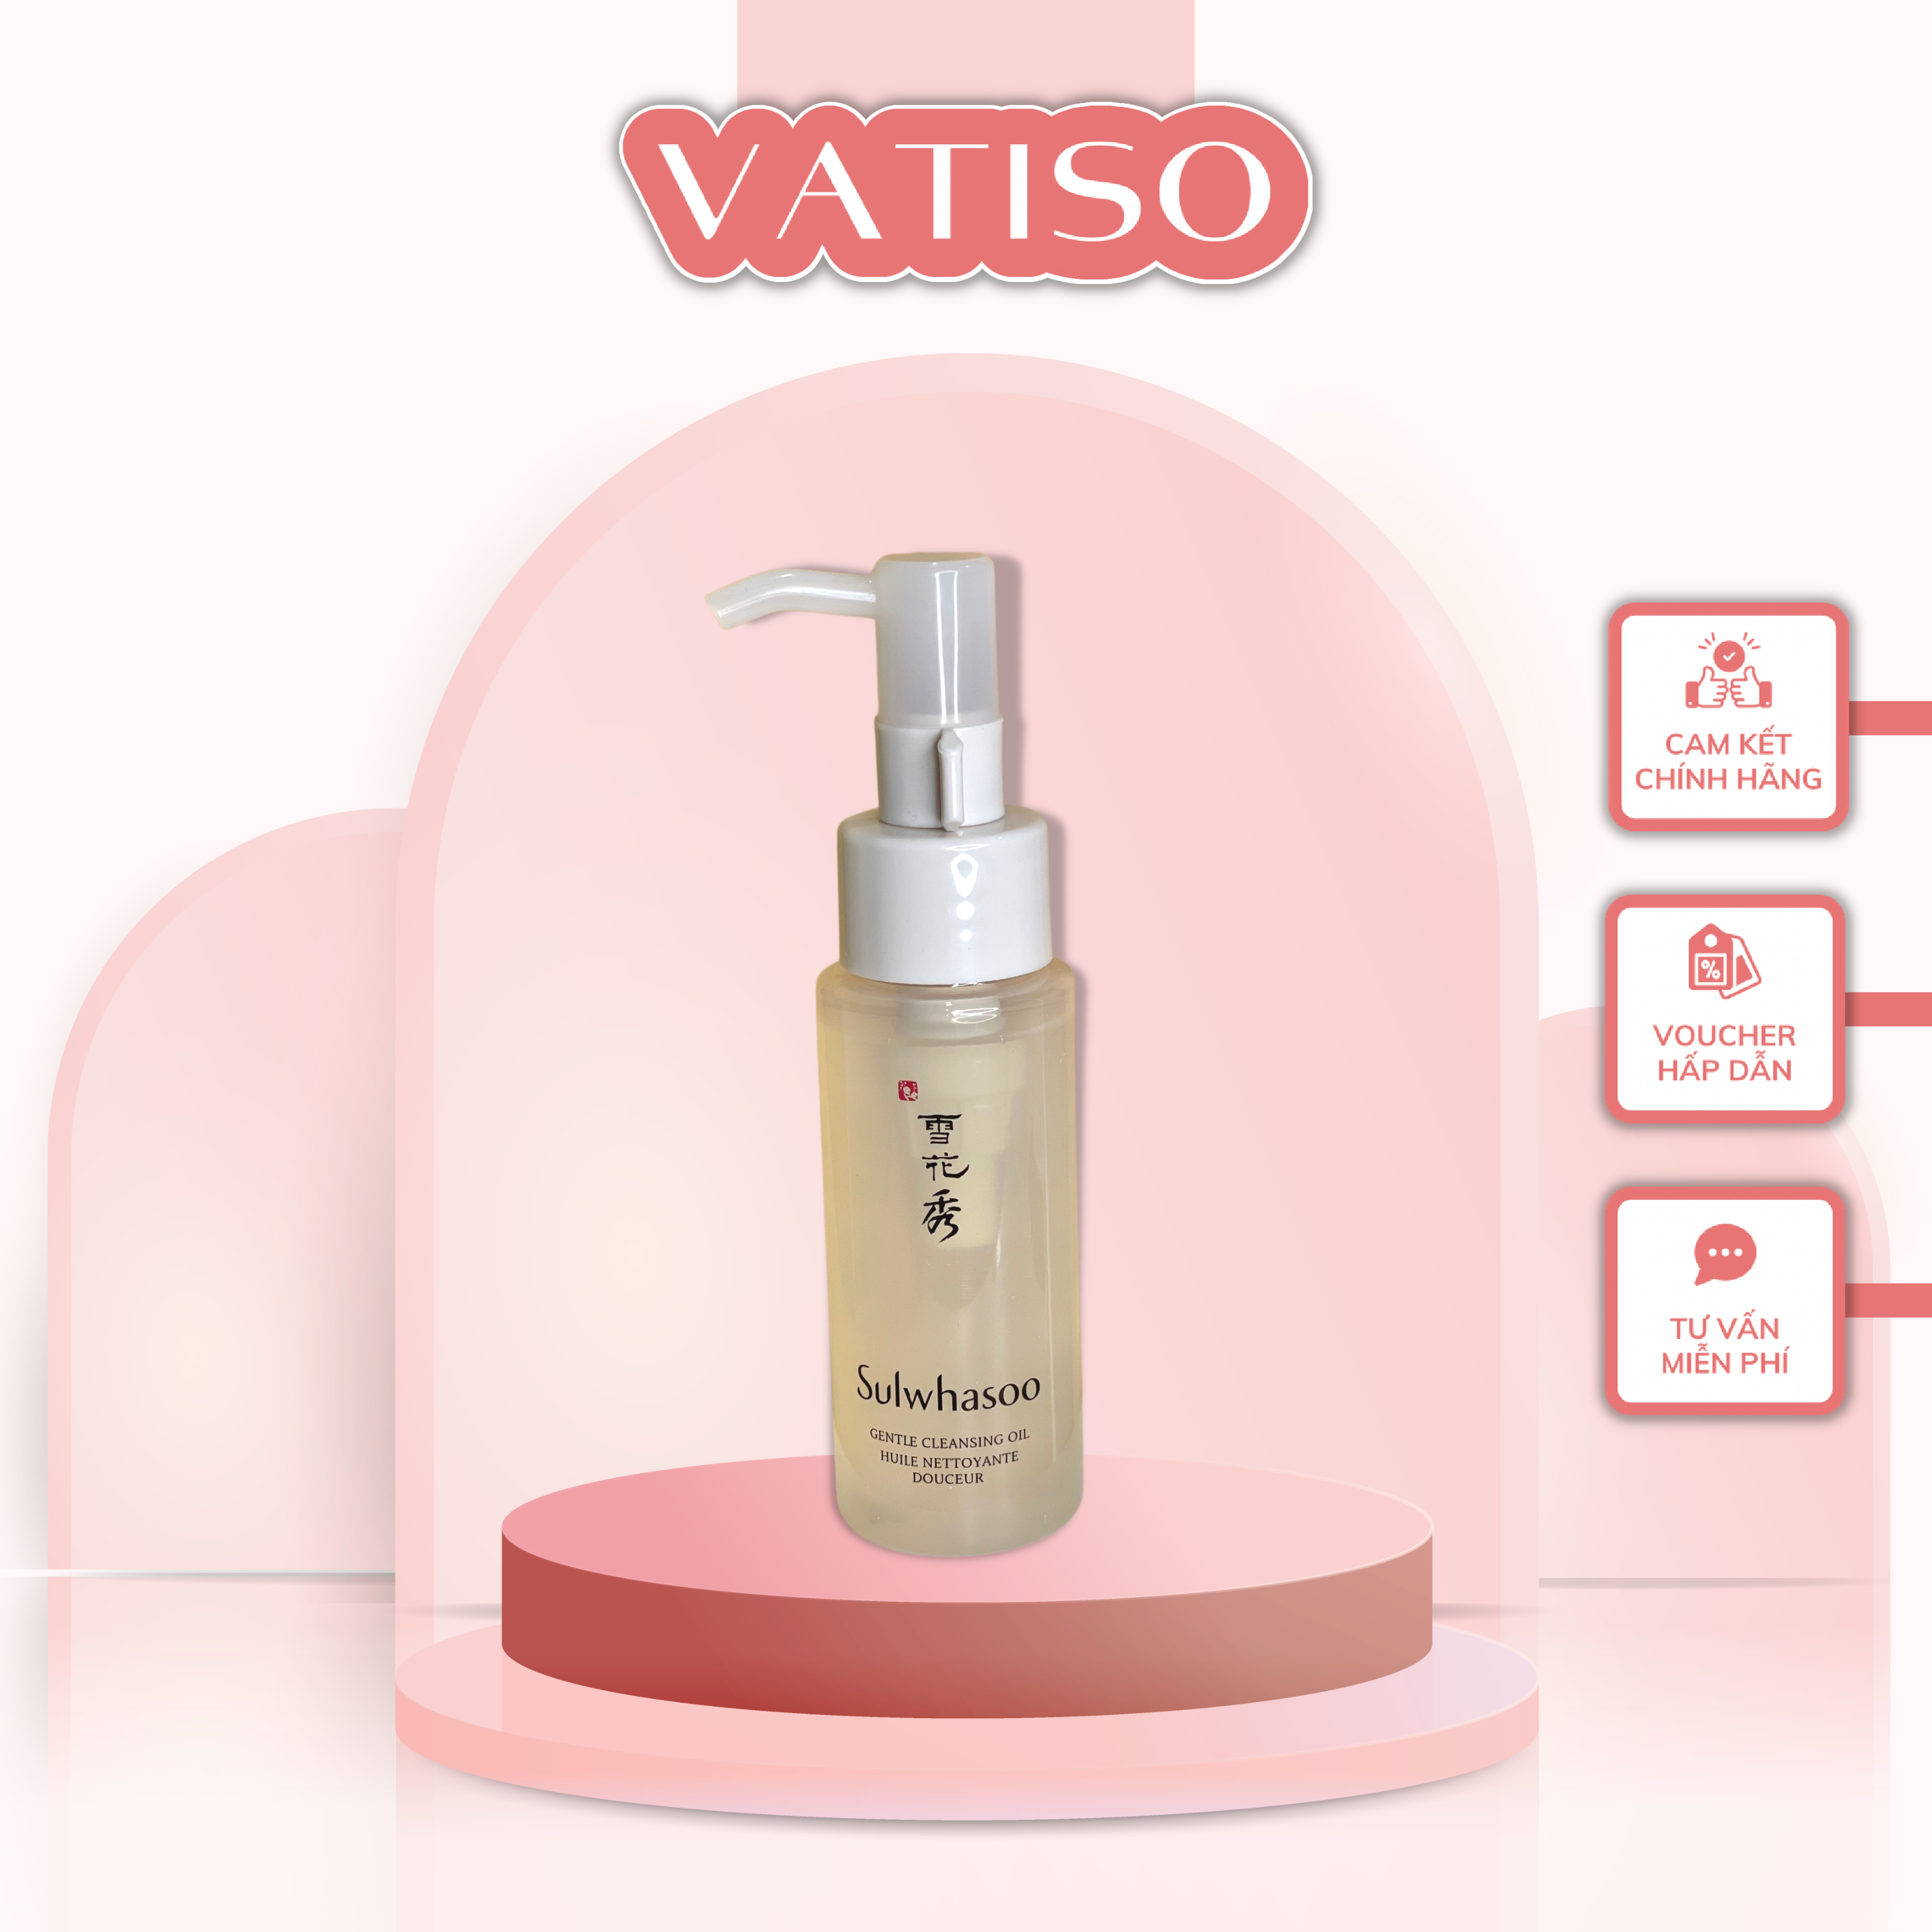 VATISO
雪
花
秀
Sulwhasoo
GENTLE CLEANSING OIL
HUILE NETTOYANTE
DOUCEUR
CAM KẾT
CHÍNH HÃNG
%
VOUCHER
HẤP DẪN
TƯ VẤN
MIỄN PHÍ